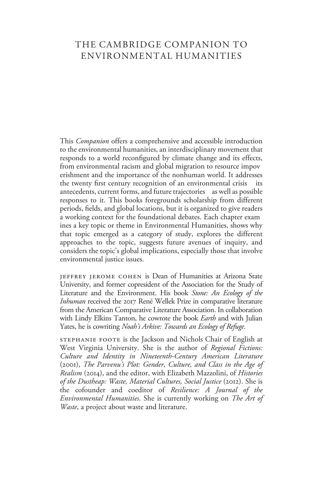 THE CAMBRIDGE COMPANION TO
ENVIRONMENTAL HUMANITIES
This Companion offers a comprehensive and accessible introduction
to the environmental humanities, an interdisciplinary movement that
responds to a world reconfigured by climate change and its effects,
from environmental racism and global migration to resource impov
erishment and the importance of the nonhuman world. It addresses
the twenty first century recognition of an environmental crisis its
antecedents, current forms, and future trajectories as well as possible
responses to it. This books foregrounds scholarship from different
periods, fields, and global locations, but it is organized to give readers
a working context for the foundational debates. Each chapter exam
ines a key topic or theme in Environmental Humanities, shows why
that topic emerged as a category of study, explores the different
approaches to the topic, suggests future avenues of inquiry, and
considers the topic's global implications, especially those that involve
environmental justice issues.
JEFFREY JEROME COHEN is Dean of Humanities at Arizona State
University, and former copresident of the Association for the Study of
Literature and the Environment. His book Stone: An Ecology of the
Inhuman received the 2017 René Wellek Prize in comparative literature
from the American Comparative Literature Association. In collaboration
with Lindy Elkins Tanton, he cowrote the book Earth and with Julian
Yates, he is cowriting Noah's Arkive: Towards an Ecology of Refuge.
STEPHANIE FOOTE is the Jackson and Nichols Chair of English at
West Virginia University. She is the author of Regional Fictions:
Culture and Identity in Nineteenth-Century American Literature
(2001), The Parvenu's Plot: Gender, Culture, and Class in the Age of
Realism (2014), and the editor, with Elizabeth Mazzolini, of Histories
of the Dustheap: Waste, Material Cultures, Social Justice (2012). She is
the cofounder and coeditor of Resilience: A Journal of the
Environmental Humanities. She is currently working on The Art of
Waste, a project about waste and literature.